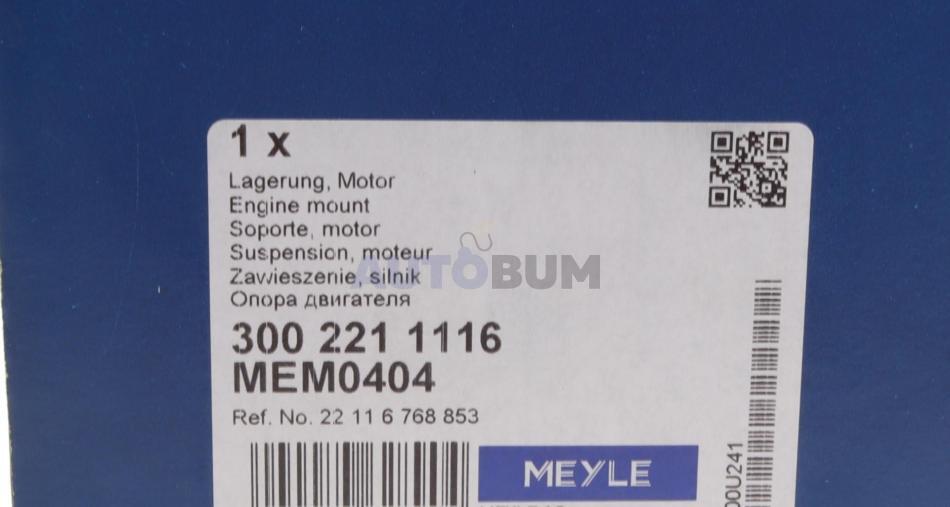 1 x
Lagerung, Motor
Engine mount
Soporte, motor
Suspension, moteur
AUTOBUM
Zawieszenie, silnik
Опора двигателя
300 221 1116
MEM0404
Ref. No. 22 11 6 768 853
MEYLE
00U241